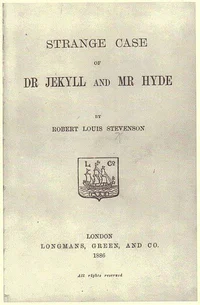 STRANGE CASE
OF
DR JEKYLL AND MR HYDE
BY
ROBERT LOUIS STEVENSON
L Co
LONDON
LONGMANS, GREEN, AND CO.
1886
All rights reserved